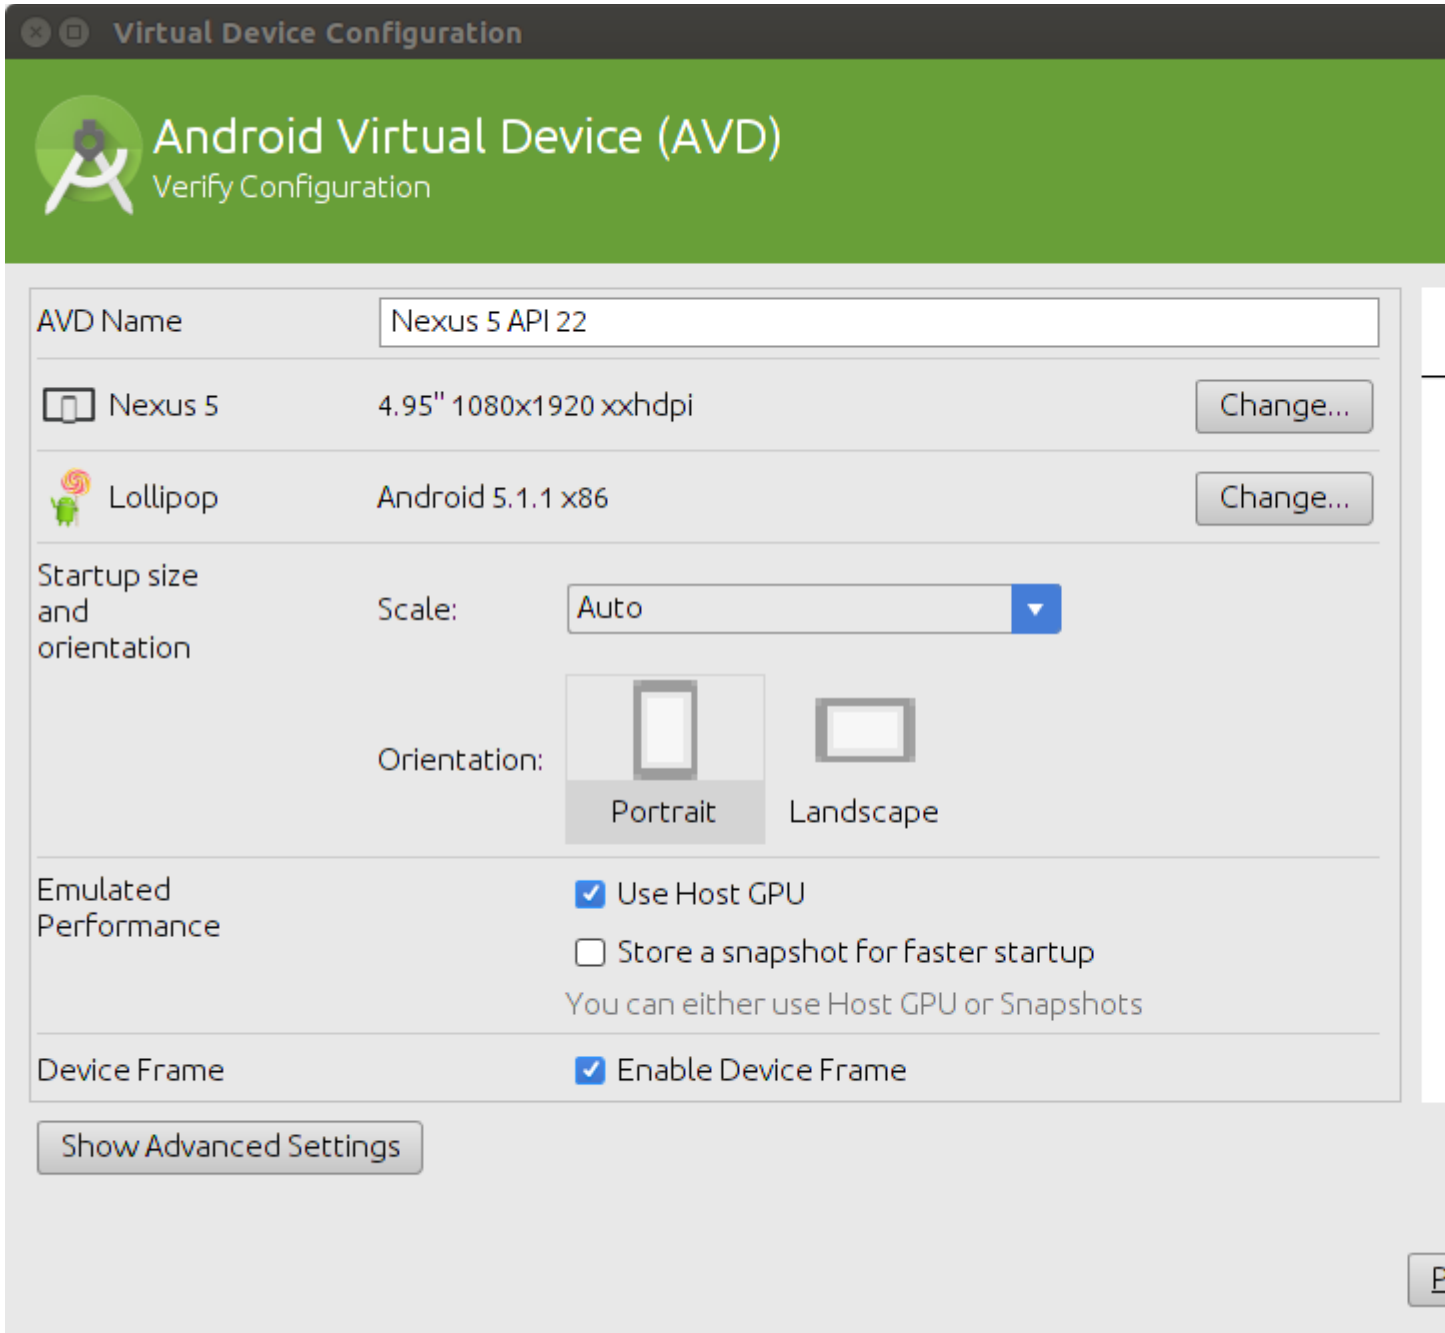 Virtual Device Configuration
Android Virtual Device (AVD)
Verify Configuration
AVD Name
Nexus 5 API 22
Nexus 5
4.95" 1080x1920 xxhdpi
Change...
Lollipop
Android 5.1.1 x86
Change...
Startup size
and
orientation
Scale:
Auto
Orientation:
Portrait
Landscape
Emulated
Performance
Use Host GPU
Store a snapshot for faster startup
You can either use Host GPU or Snapshots
Device Frame
Enable Device Frame
Show Advanced Settings